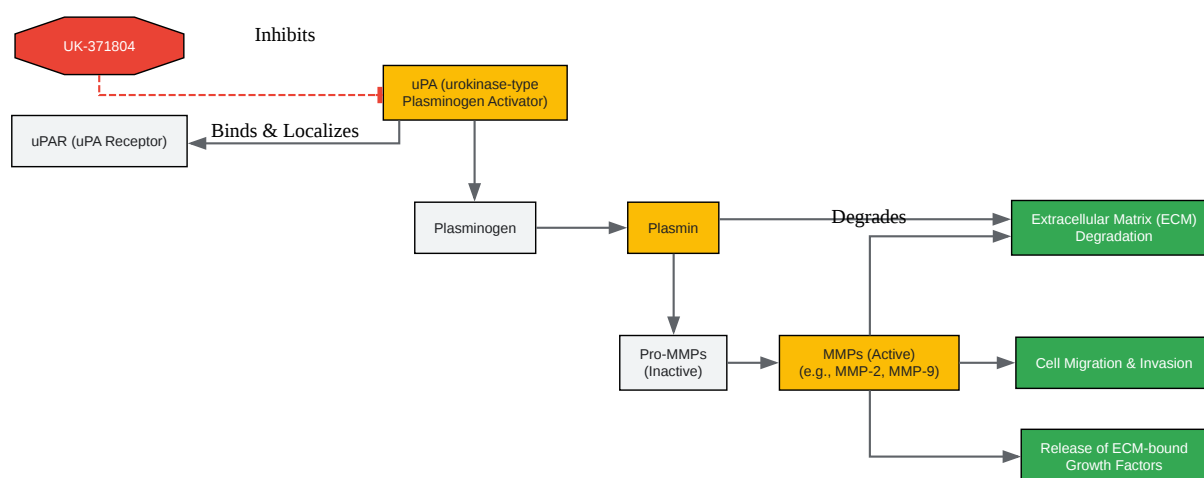 UK-371804
Inhibits
uPA (urokinase-type
Plasminogen Activator)
uPAR (uPA Receptor)
Binds & Localizes
Plasminogen
Plasmin
Degrades
Extracellular Matrix (ECM)
Degradation
Pro-MMPs
(Inactive)
MMPs (Active)
(e.g., MMP-2, MMP-9)
Cell Migration & Invasion
Release of ECM-bound
Growth Factors